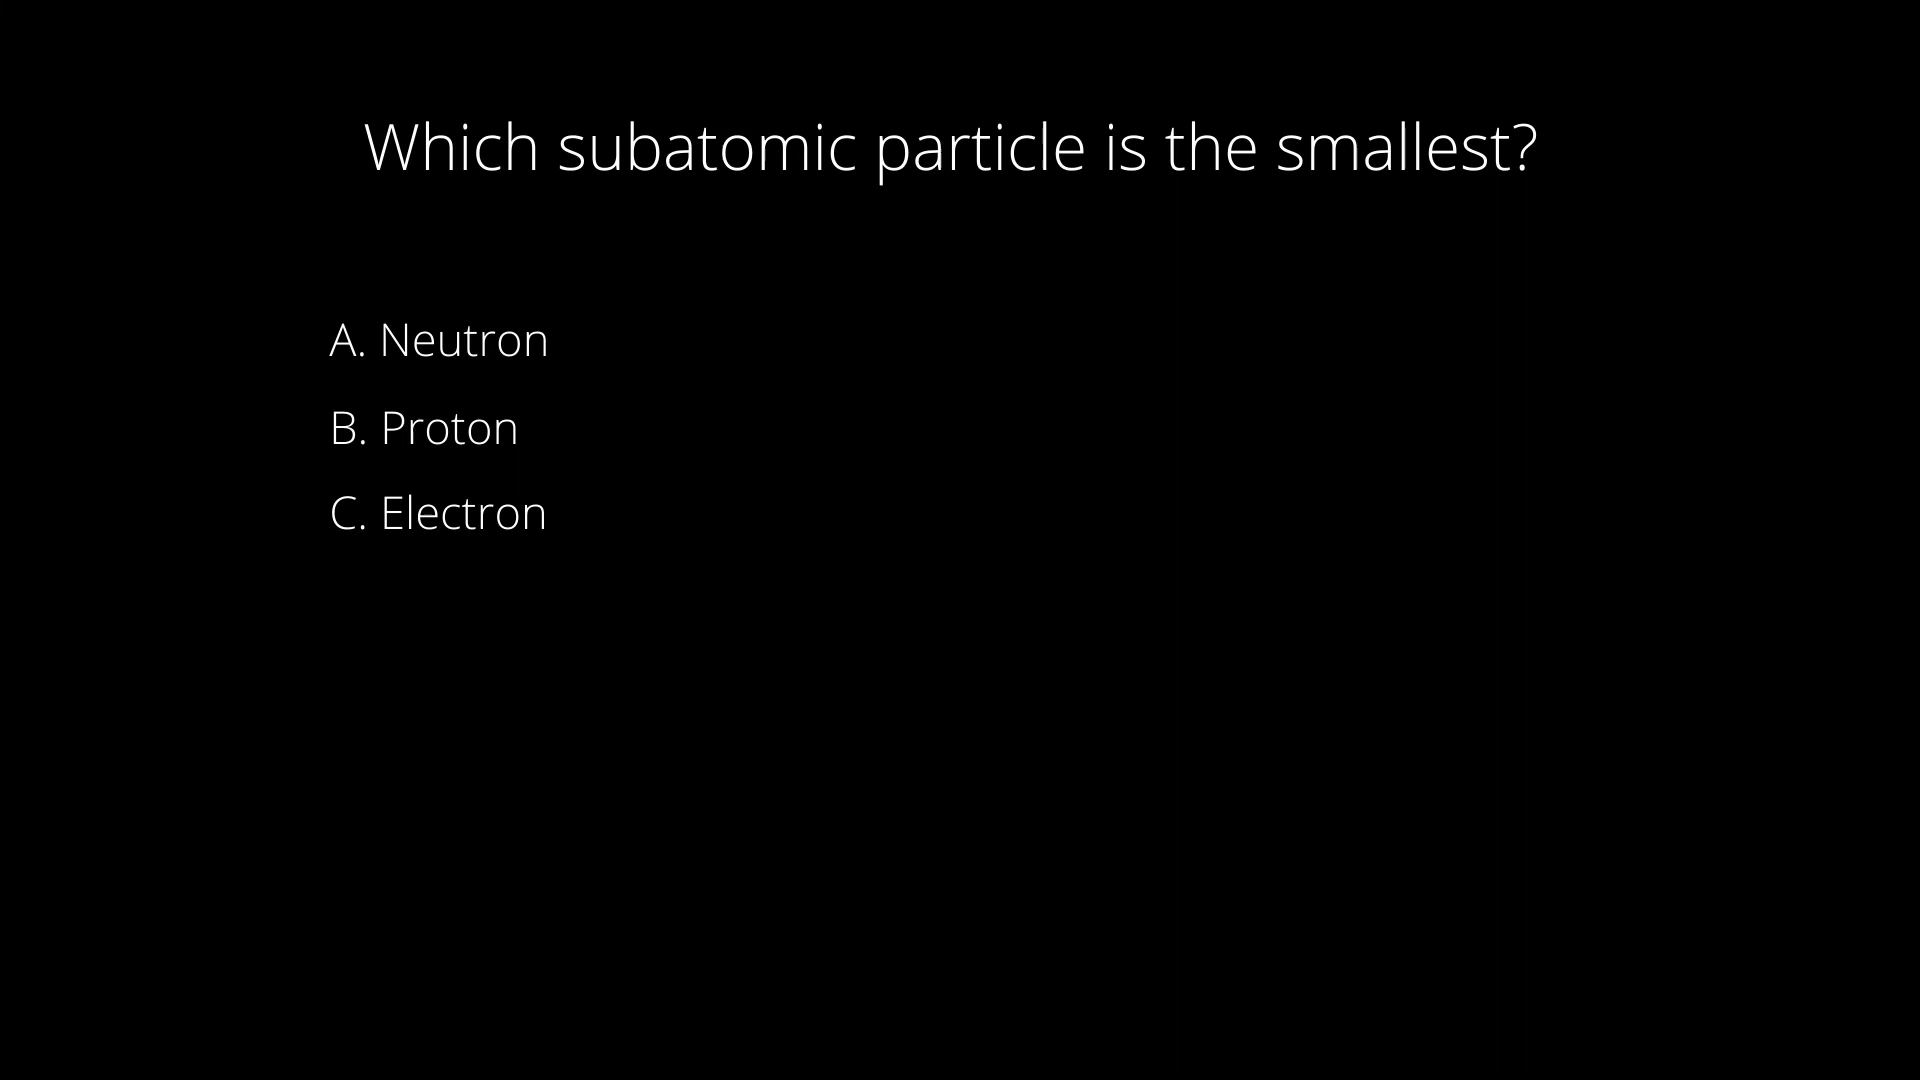 Which subatomic particle is the smallest?
A. Neutron
B. Proton
C. Electron